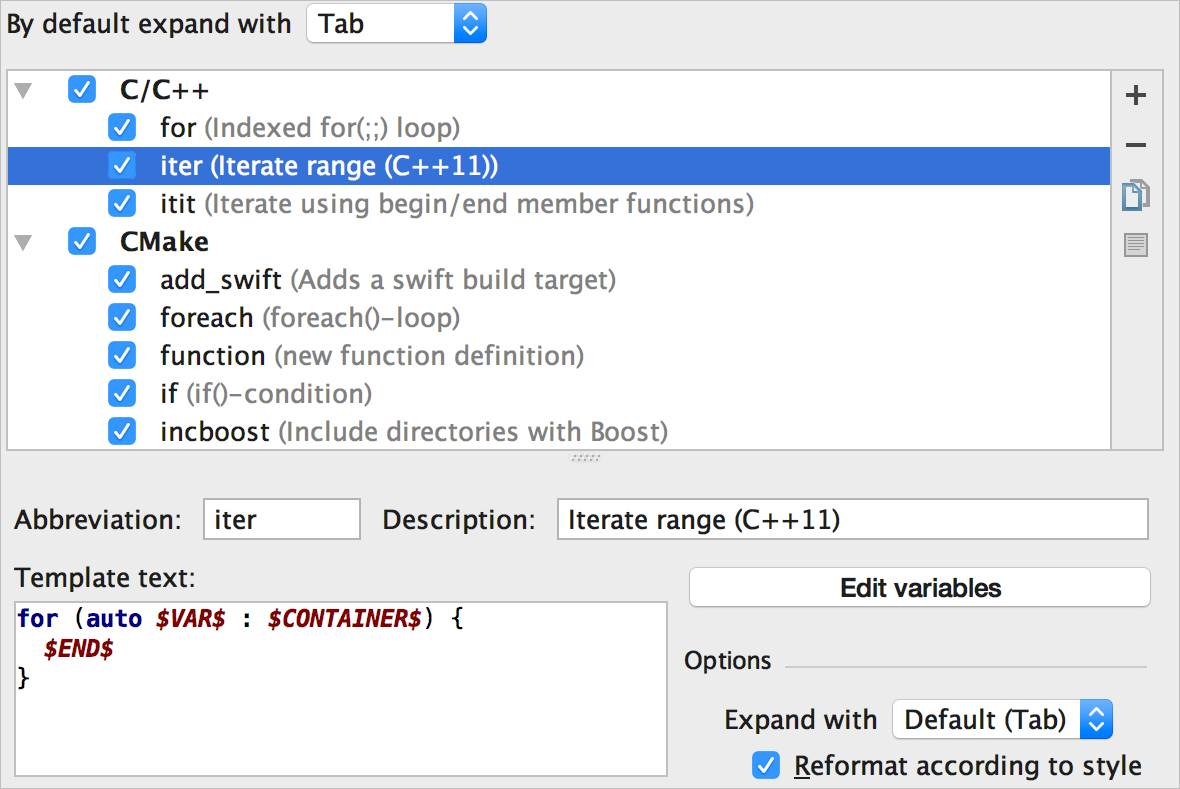 By default expand with Tab
C/C++
for (Indexed for(;;) loop)
iter (Iterate range (C++11))
itit (Iterate using begin/end member functions)
CMake
add_swift (Adds a swift build target)
foreach (foreach()-loop)
function (new function definition)
if (if()-condition)
incboost (Include directories with Boost)
Abbreviation: iter Description: Iterate range (C++11)
Template text:
for (auto $VAR$ : $CONTAINER$) {
  $END$
}
Edit variables
Options
Expand with Default (Tab)
Reformat according to style